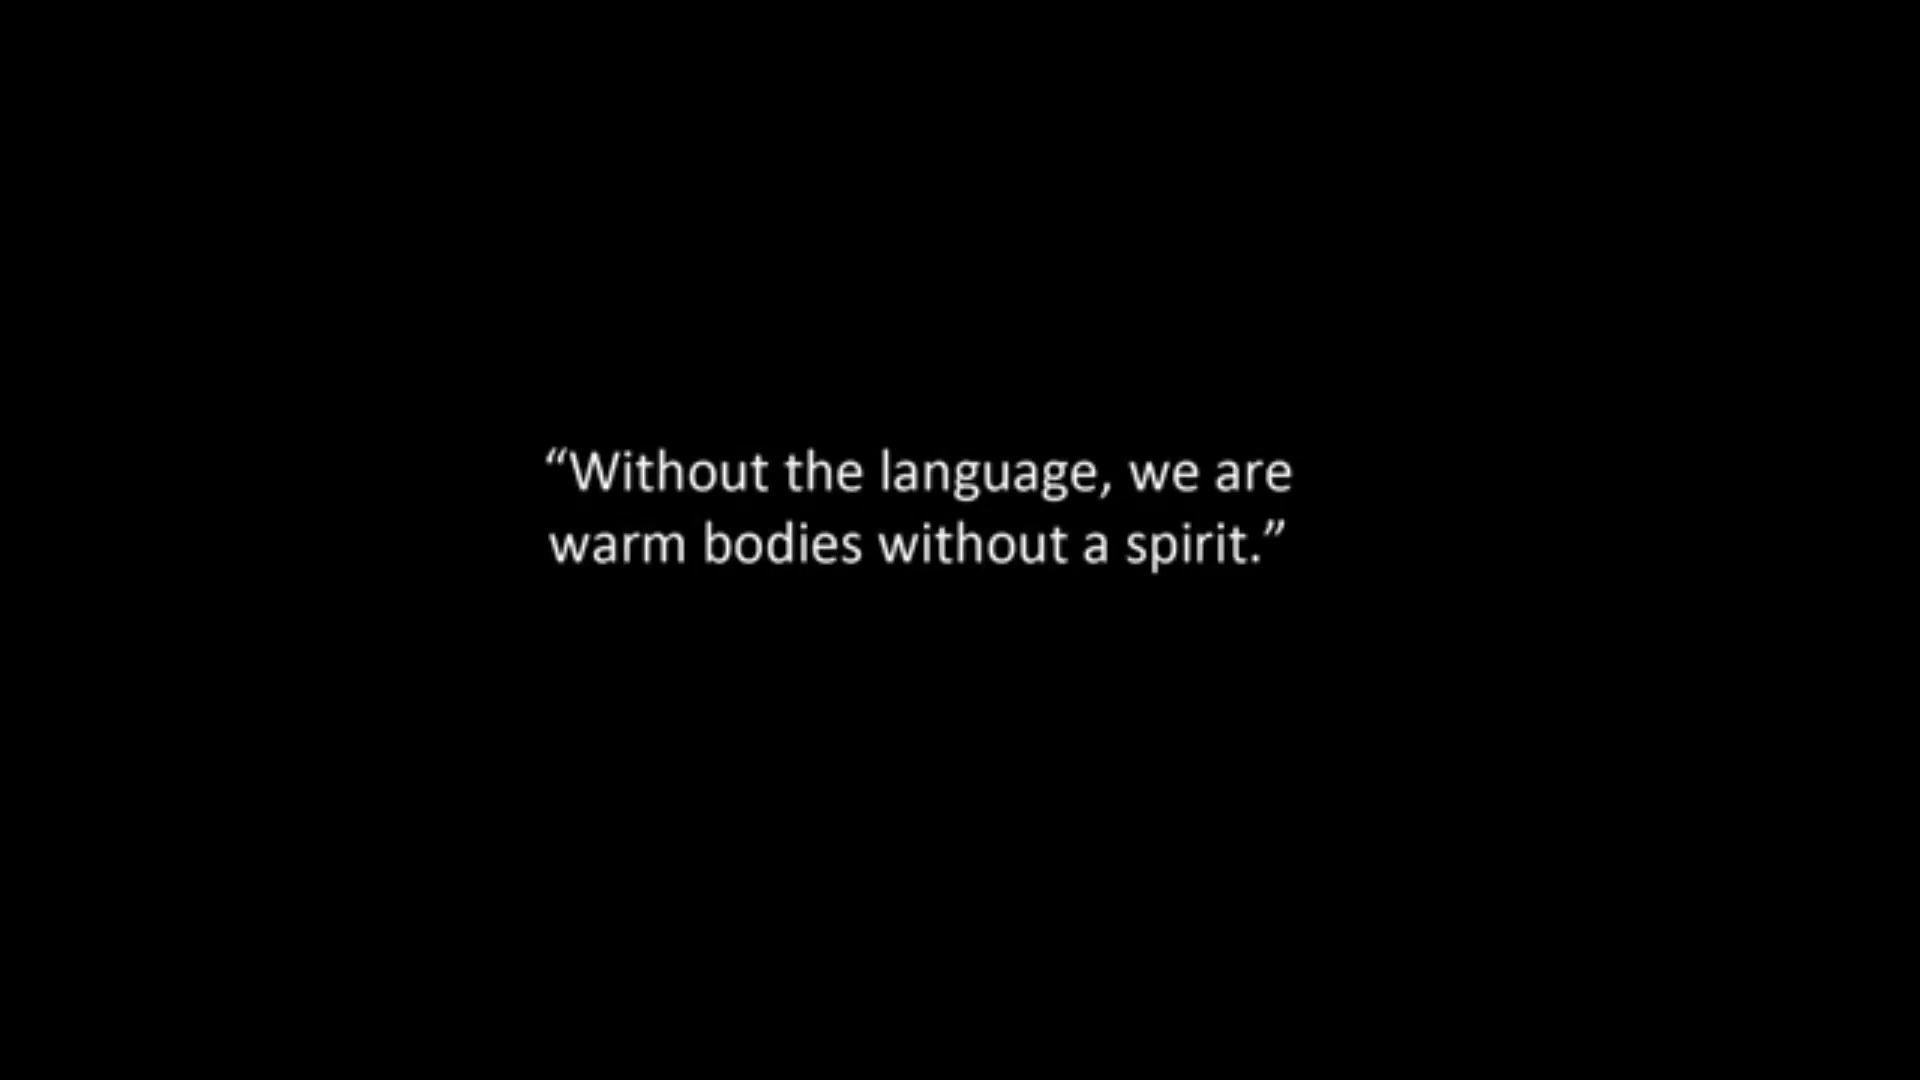 “Without the language, we are
warm bodies without a spirit.”